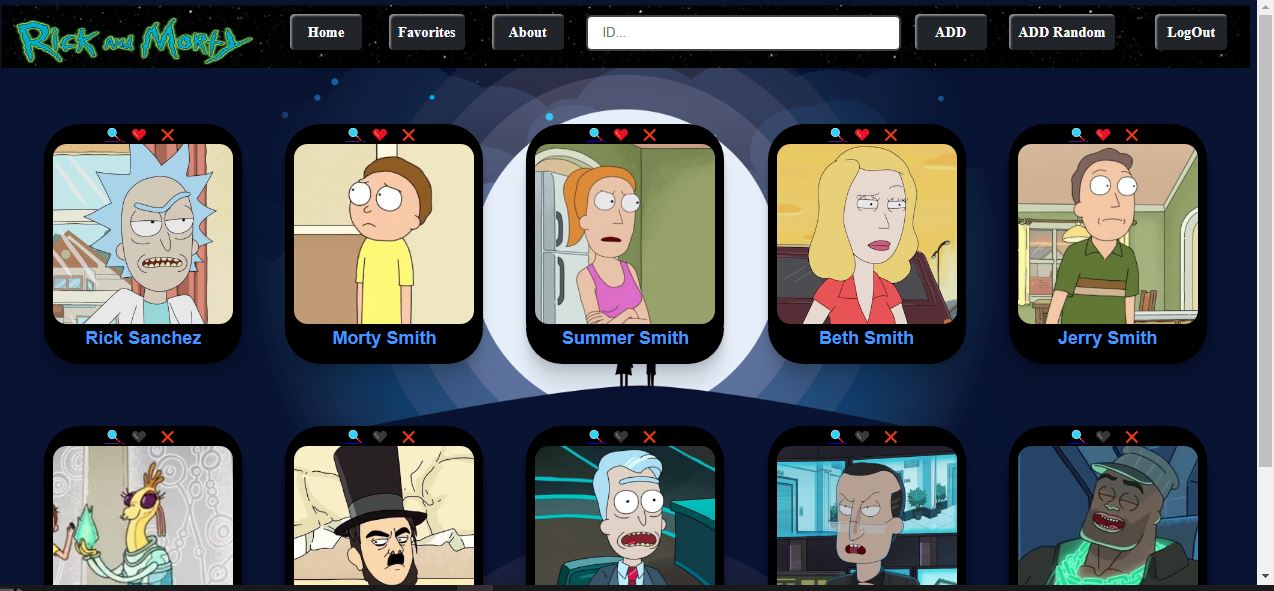 Rick and Morty
Home
Favorites
About
ID...
ADD
ADD Random
LogOut
Rick Sanchez
Morty Smith
Summer Smith
Beth Smith
Jerry Smith